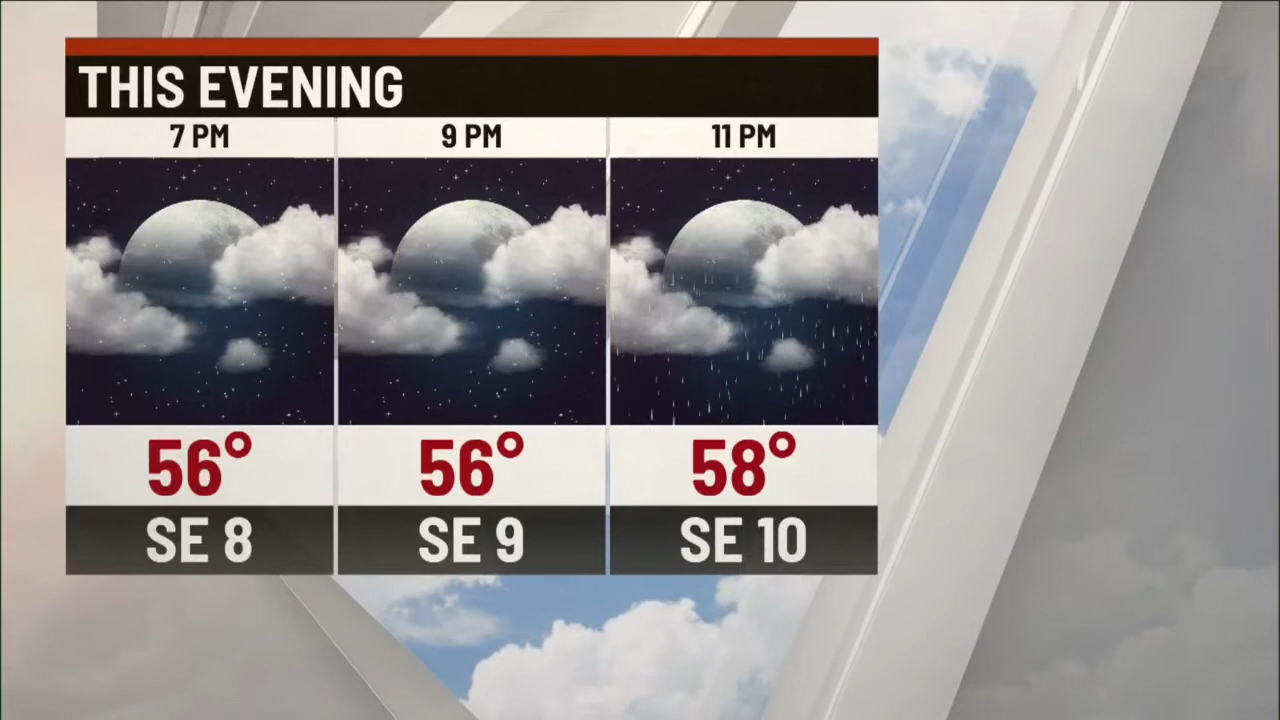 THIS EVENING
7 PM 9 PM 11 PM
56° 56° 58°
SE 8 SE 9 SE 10